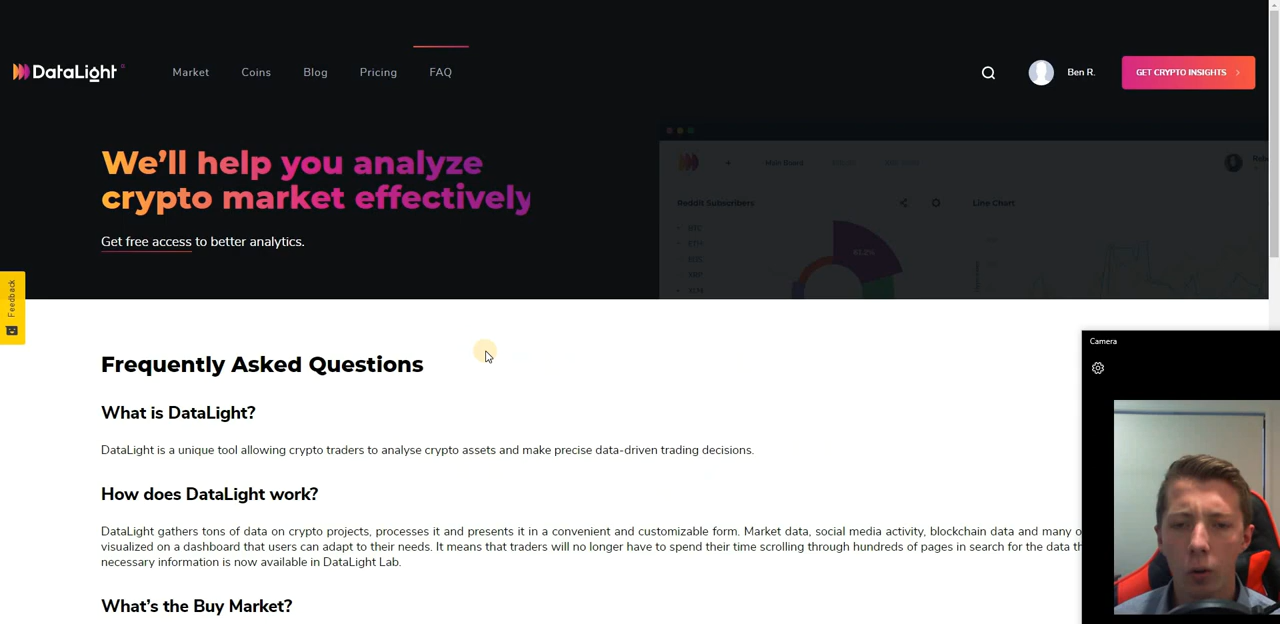 DataLight
Market Coins Blog Pricing FAQ
Ben R.
GET CRYPTO INSIGHTS
We'll help you analyze
crypto market effectively
Get free access to better analytics.
Main Board
Reddit Subscribers
Line Chart
Feedback
Camera
Frequently Asked Questions
What is DataLight?
DataLight is a unique tool allowing crypto traders to analyse crypto assets and make precise data-driven trading decisions.
How does DataLight work?
DataLight gathers tons of data on crypto projects, processes it and presents it in a convenient and customizable form. Market data, social media activity, blockchain data and many o
visualized on a dashboard that users can adapt to their needs. It means that traders will no longer have to spend their time scrolling through hundreds of pages in search for the data th
necessary information is now available in DataLight Lab.
What's the Buy Market?